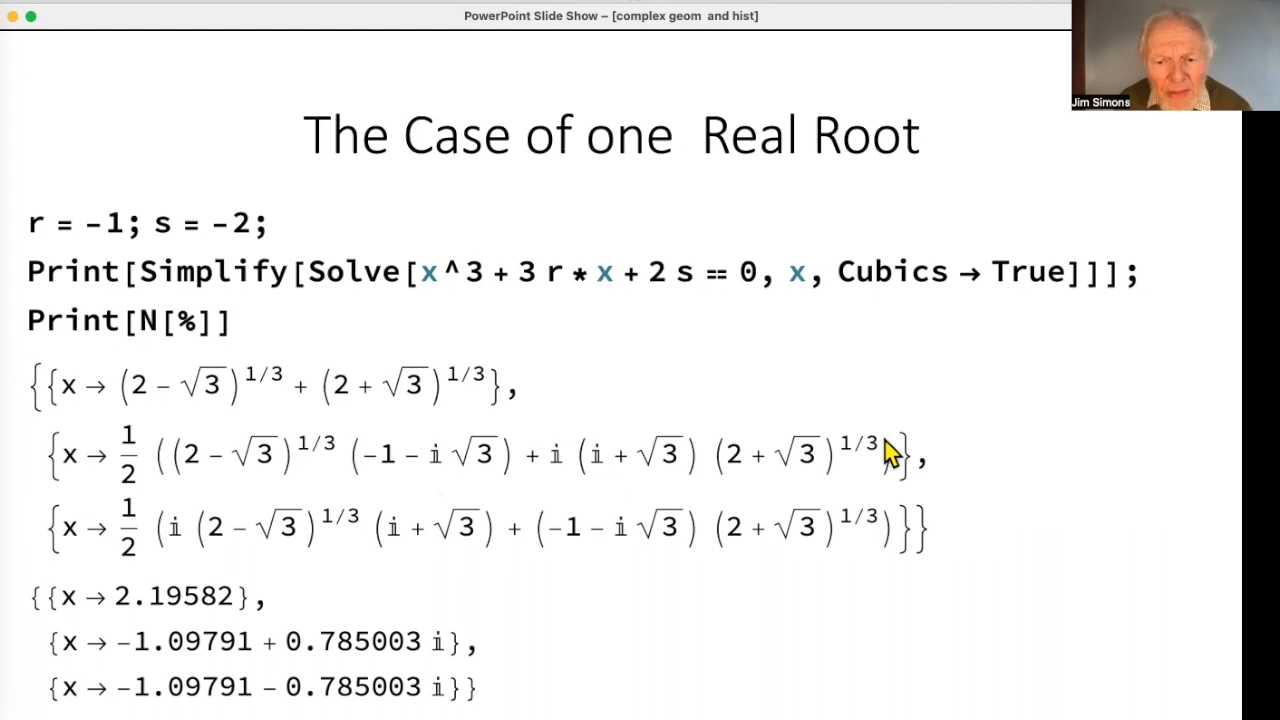 PowerPoint Slide Show – [complex geom and hist]
Jim Simons
The Case of one Real Root
r = -1; s = -2;
Print[Simplify[Solve[x^3 + 3 r * x + 2 s == 0, x, Cubics → True]]];
Print[N[%]]
{{x → (2 - √3)^1/3 + (2 + √3)^1/3},
{x → 1/2 ((2 - √3)^1/3 (-1 - i √3) + i (i + √3) (2 + √3)^1/3)},
{x → 1/2 (i (2 - √3)^1/3 (i + √3) + (-1 - i √3) (2 + √3)^1/3)}}
{{x → 2.19582},
{x → -1.09791 + 0.785003 i},
{x → -1.09791 - 0.785003 i}}